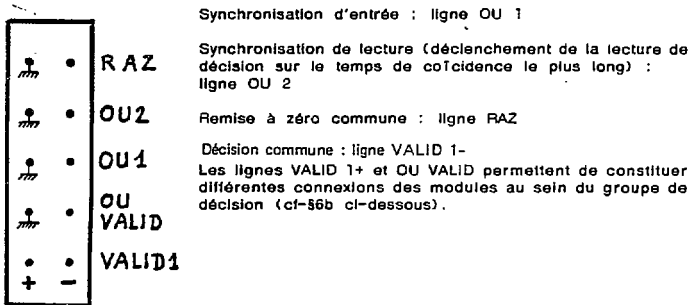 RAZ
OU2
OU1
OU
VALID
VALID1
+ -
Synchronisation d'entrée : ligne OU 1
Synchronisation de lecture (déclenchement de la lecture de
décision sur le temps de coïcidence le plus long) :
ligne OU 2
Remise à zéro commune : ligne RAZ
Décision commune : ligne VALID 1-
Les lignes VALID 1+ et OU VALID permettent de constituer
différentes connexions des modules au sein du groupe de
décision (cf-§6b ci-dessous).